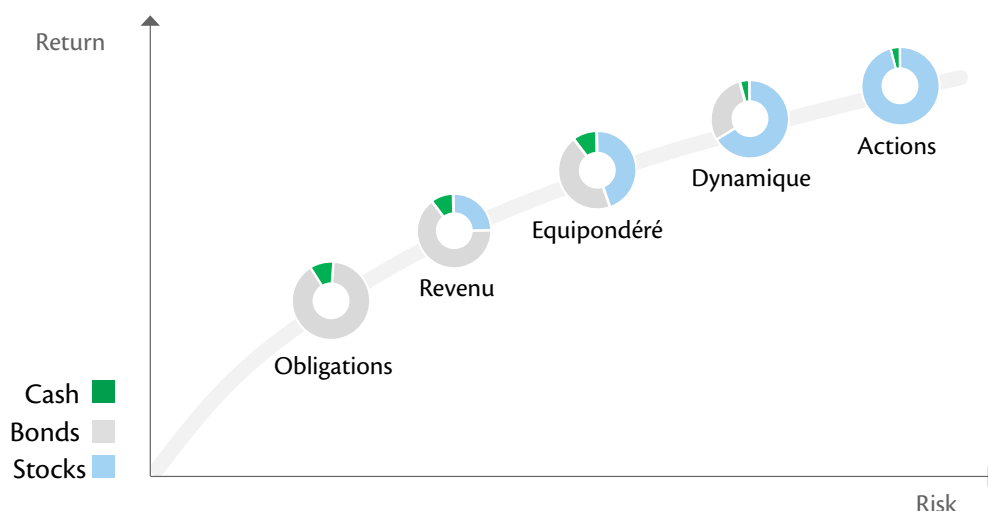 Return
Actions
Dynamique
Equipondéré
Revenu
Obligations
Cash
Bonds
Stocks
Risk